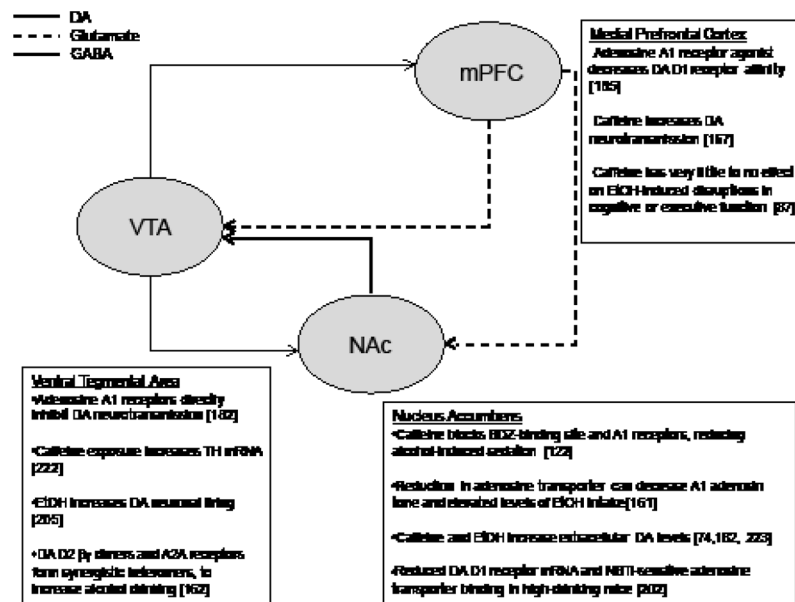 DA
Glutamate
GABA
mPFC
VTA
NAc
Medial Prefrontal Cortex
Adenosine A1 receptor agonist
decreases DA D1 receptor affinity
[185]
Caffeine increases DA
neurotransmission [167]
Caffeine has very little to no effect
on EtOH-induced disruptions in
cognitive or executive function [87]
Ventral Tegmental Area
•Adenosine A1 receptors directly
inhibit DA neurotransmission [182]
•Caffeine exposure increases TH mRNA
[222]
•EtOH increases DA neuronal firing
[205]
•DA D2 βγ dimers and A2A receptors
form synergistic heteromers, to
increase alcohol drinking [162]
Nucleus Accumbens
•Caffeine blocks BDZ-binding site and A1 receptors, reducing
alcohol-induced sedation [122]
•Reduction in adenosine transporter can decrease A1 adenosin
tone and elevated levels of EtOH intake[161]
•Caffeine and EtOH increase extracellular DA levels [74,182, 223]
•Reduced DA D1 receptor mRNA and NBTI-sensitive adenosine
transporter binding in high-drinking mice [202]